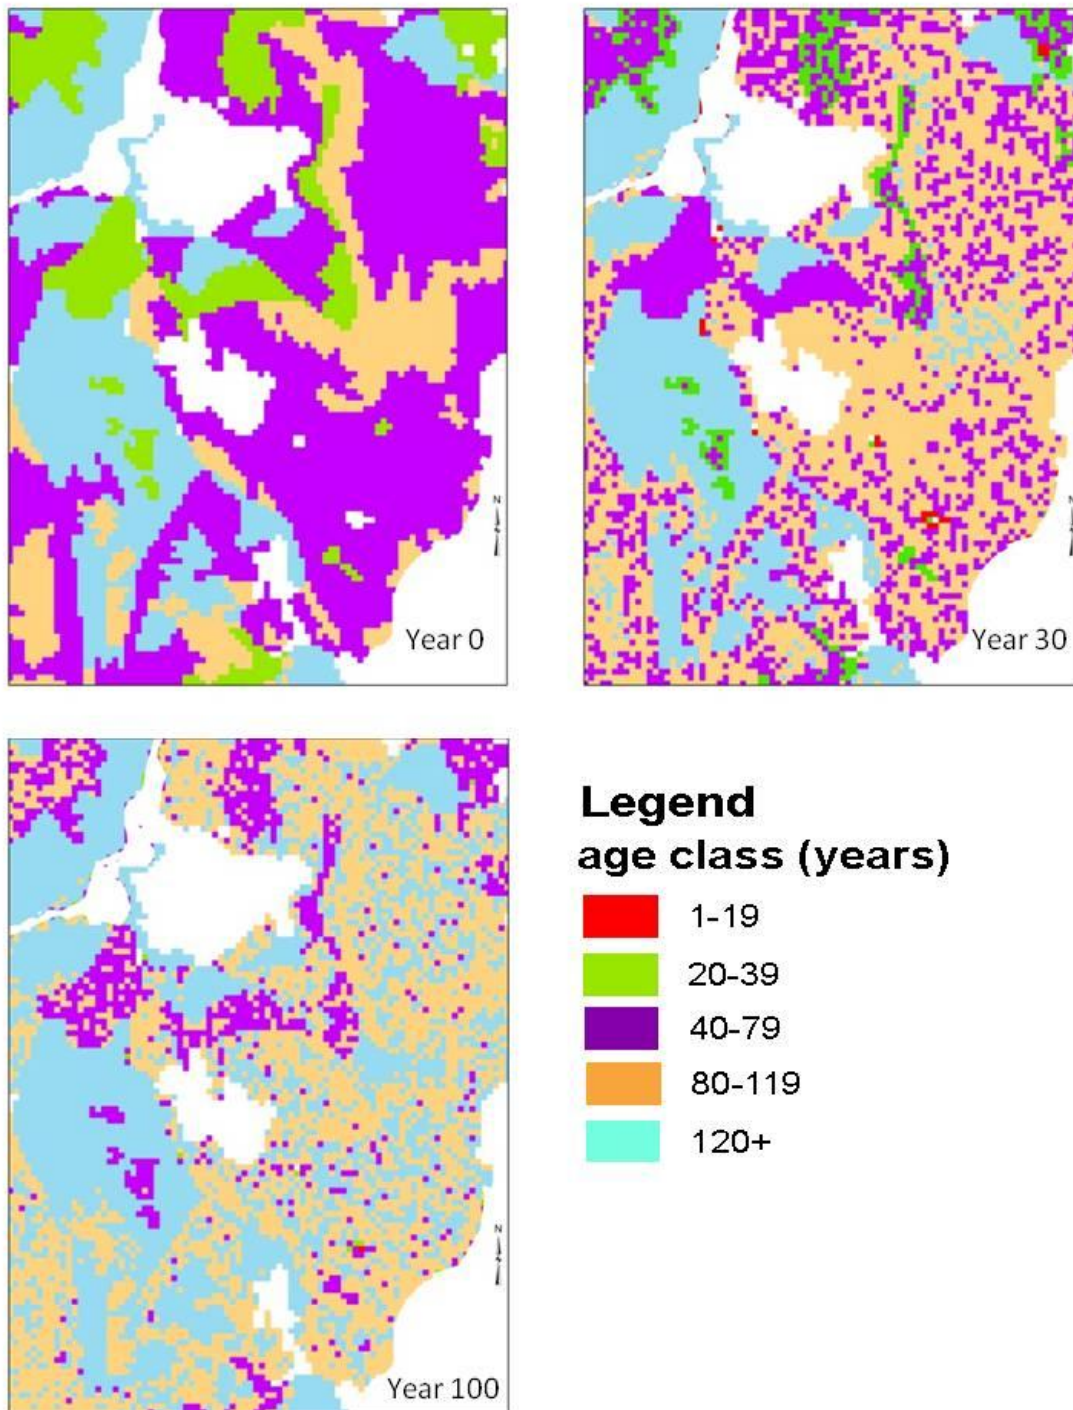 N
Year 0
N
Year 30
N
Year 100
Legend
age class (years)
1-19
20-39
40-79
80-119
120+